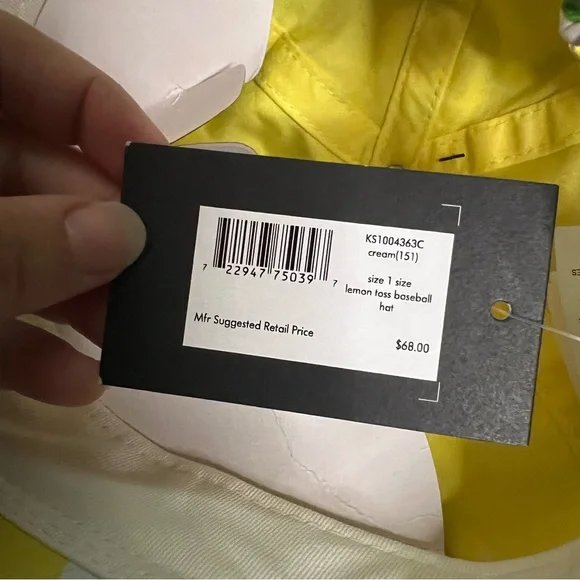 KS1004363C
cream(151)
7 22947 75039 7
size 1 size
lemon toss baseball
hat
Mfr Suggested Retail Price
$68.00
ES